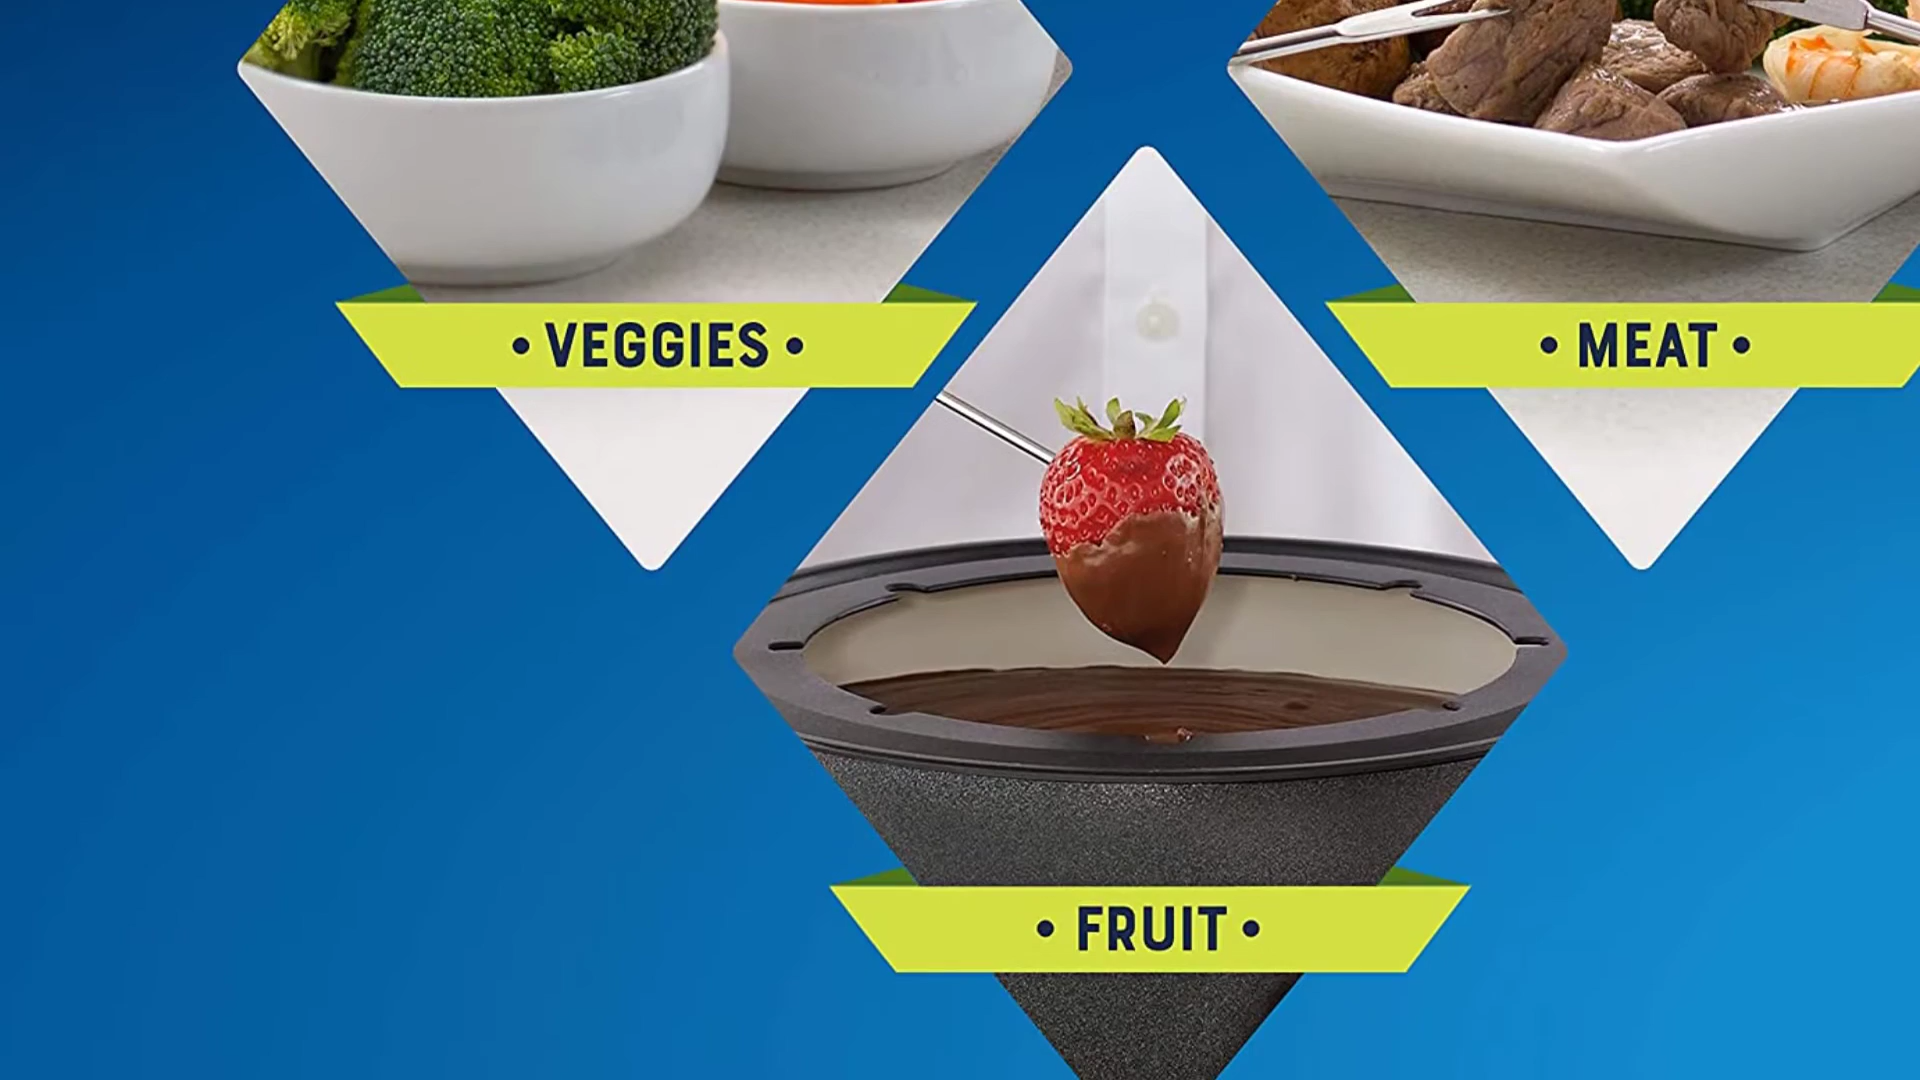 • VEGGIES •
• MEAT •
• FRUIT •